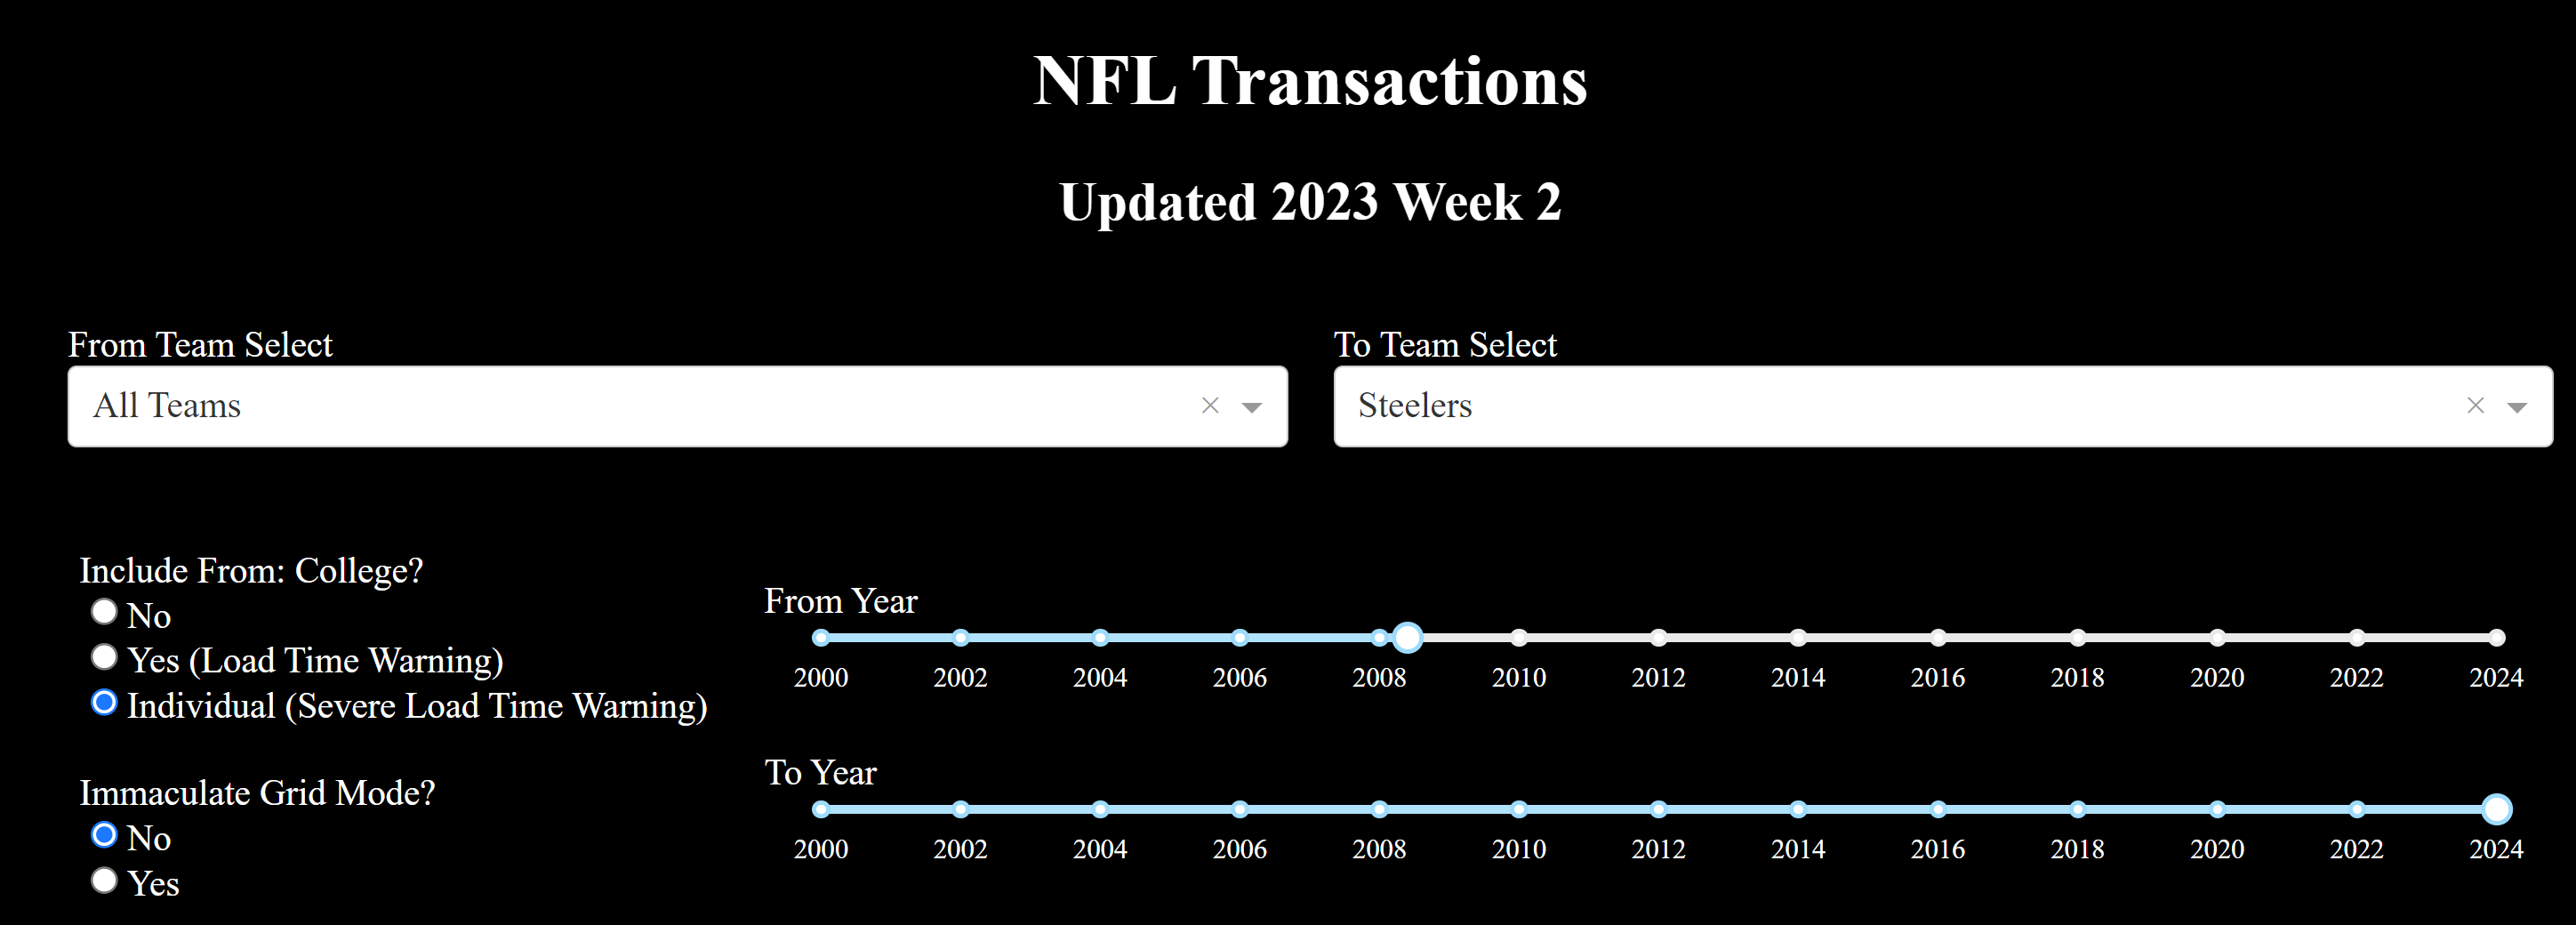 NFL Transactions
Updated 2023 Week 2
From Team Select
All Teams
To Team Select
Steelers
Include From: College?
No
Yes (Load Time Warning)
Individual (Severe Load Time Warning)
Immaculate Grid Mode?
No
Yes
From Year
2000 2002 2004 2006 2008 2010 2012 2014 2016 2018 2020 2022 2024
To Year
2000 2002 2004 2006 2008 2010 2012 2014 2016 2018 2020 2022 2024